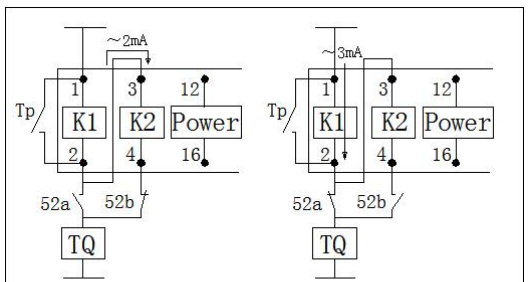 ～2mA
1 3 12
Tp K1 K2 Power
2 4 16
52a 52b
TQ
～3mA
1 3 12
Tp K1 K2 Power
2 4 16
52a 52b
TQ